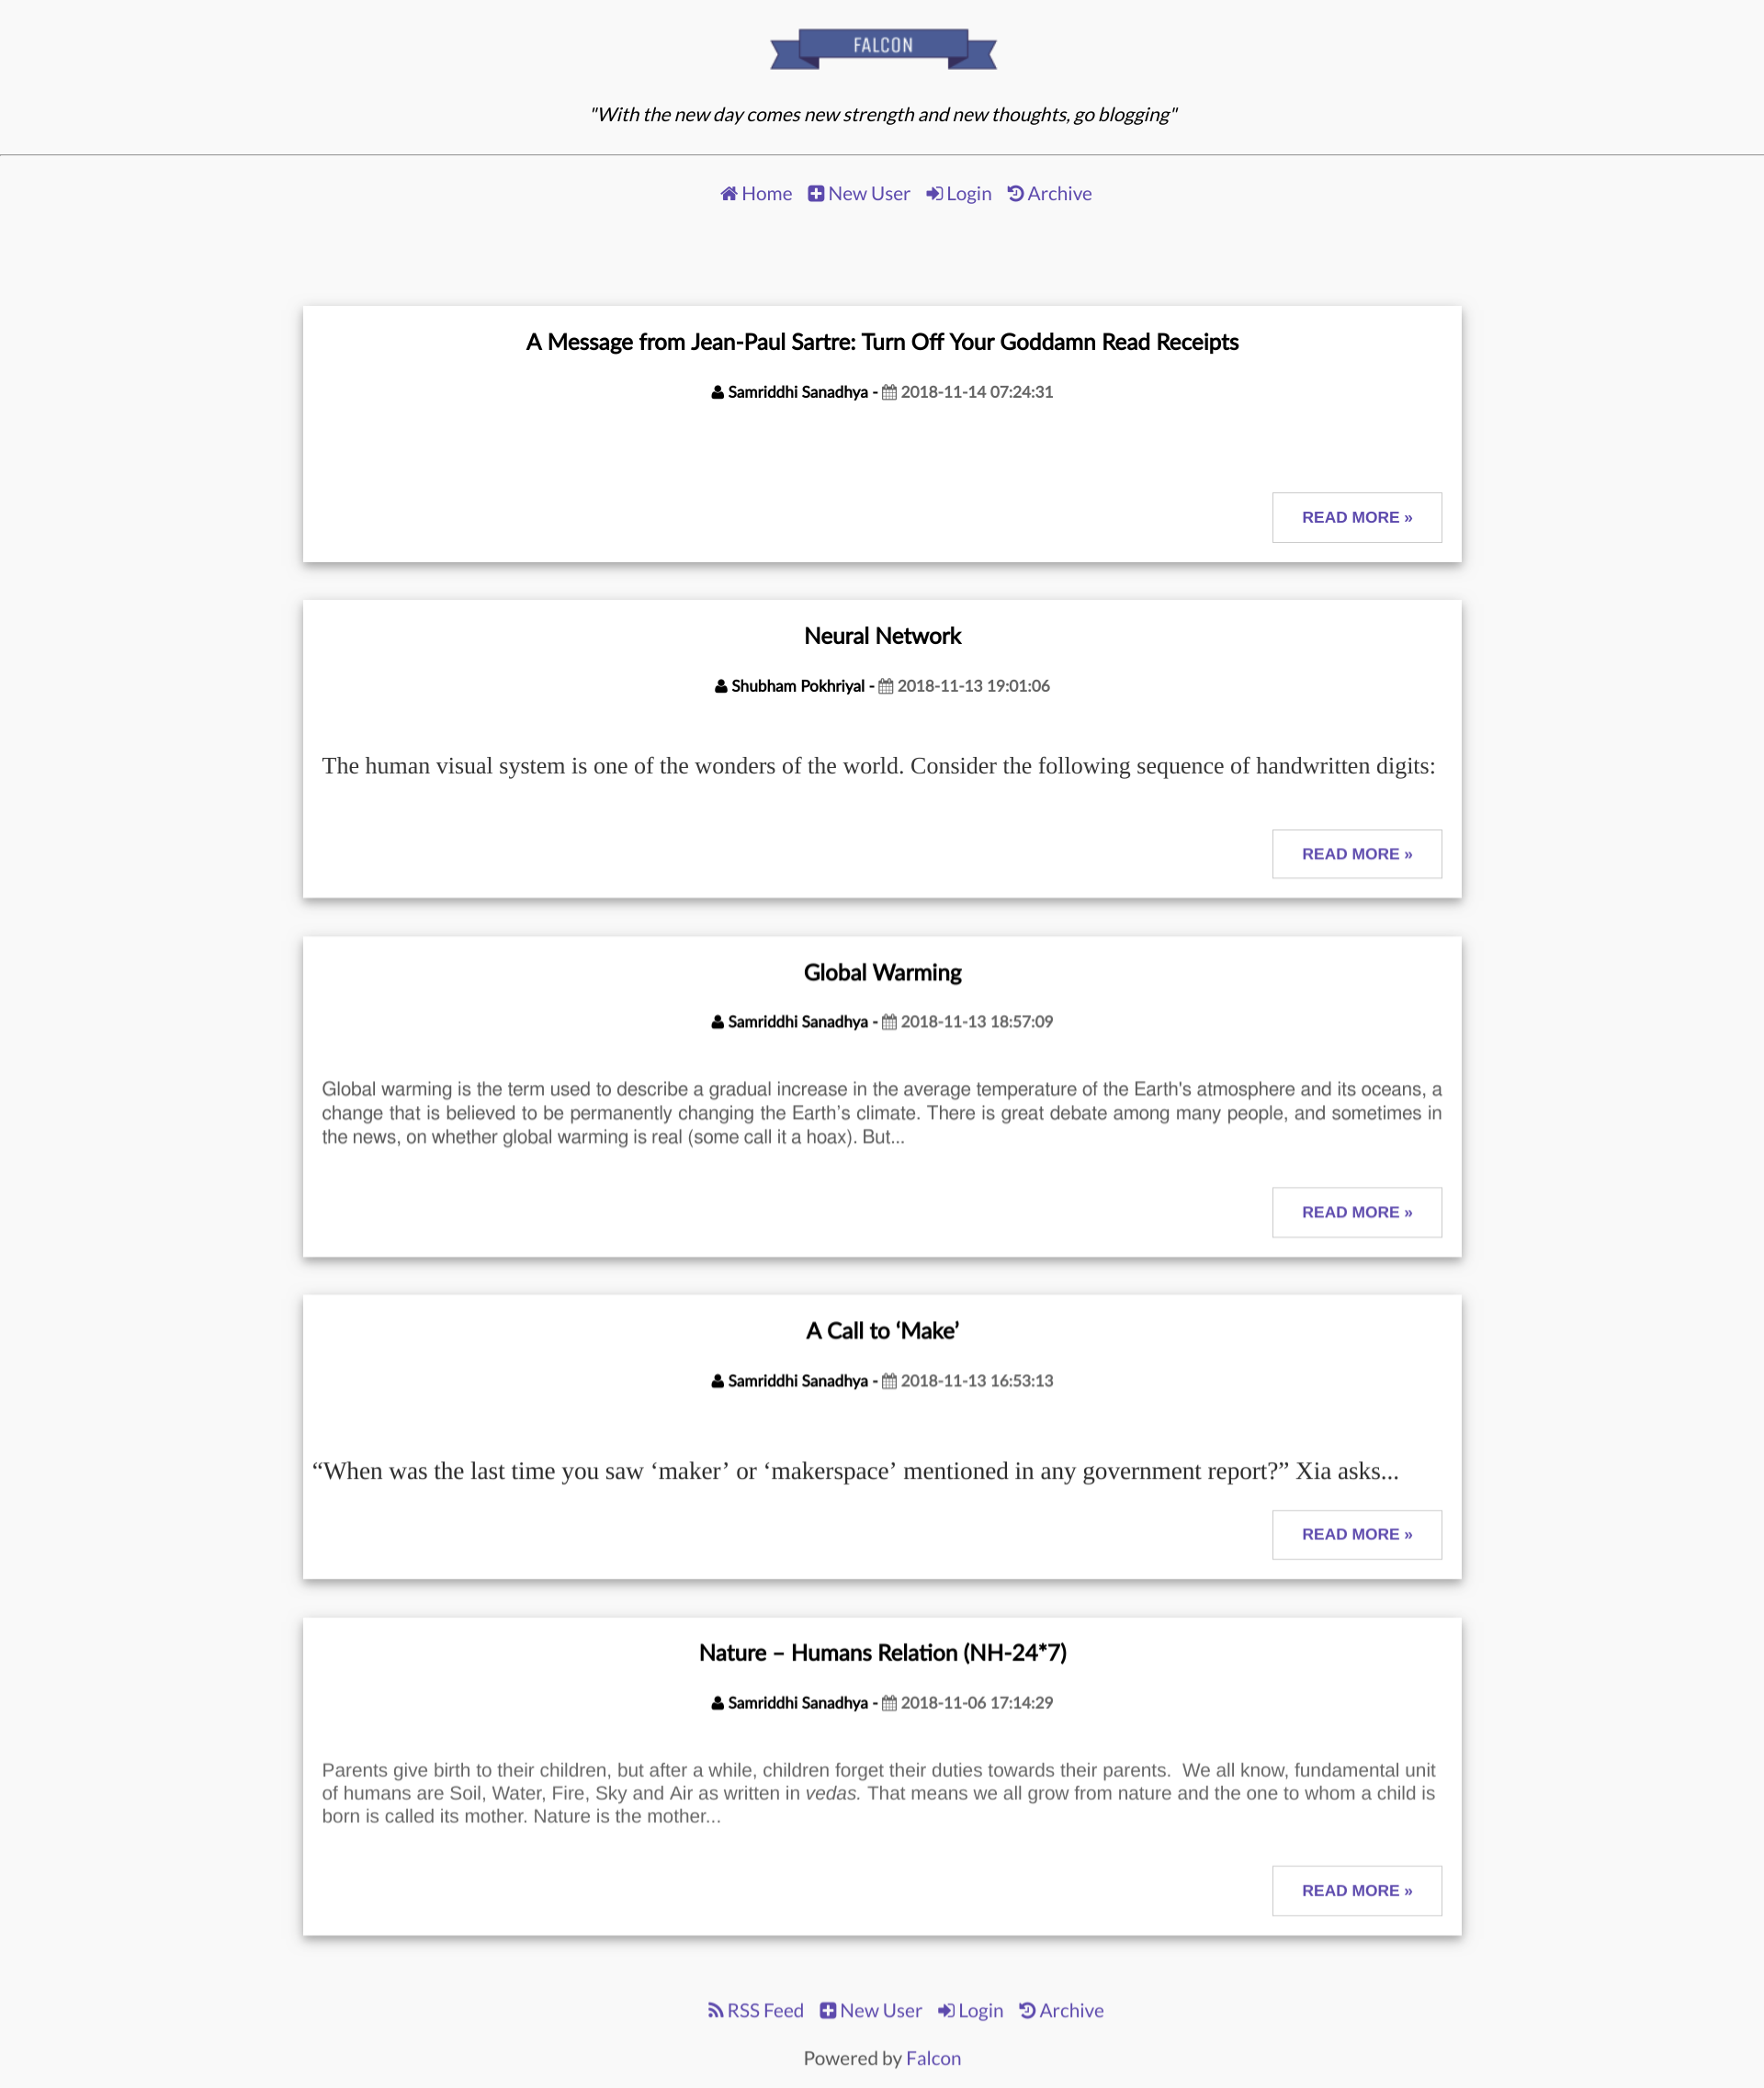 FALCON
"With the new day comes new strength and new thoughts, go blogging"
Home New User Login Archive
A Message from Jean-Paul Sartre: Turn Off Your Goddamn Read Receipts
Samriddhi Sanadhya - 2018-11-14 07:24:31
READ MORE »
Neural Network
Shubham Pokhriyal - 2018-11-13 19:01:06
The human visual system is one of the wonders of the world. Consider the following sequence of handwritten digits:
READ MORE »
Global Warming
Samriddhi Sanadhya - 2018-11-13 18:57:09
Global warming is the term used to describe a gradual increase in the average temperature of the Earth's atmosphere and its oceans, a
change that is believed to be permanently changing the Earth’s climate. There is great debate among many people, and sometimes in
the news, on whether global warming is real (some call it a hoax). But...
READ MORE »
A Call to ‘Make’
Samriddhi Sanadhya - 2018-11-13 16:53:13
“When was the last time you saw ‘maker’ or ‘makerspace’ mentioned in any government report?” Xia asks...
READ MORE »
Nature – Humans Relation (NH-24*7)
Samriddhi Sanadhya - 2018-11-06 17:14:29
Parents give birth to their children, but after a while, children forget their duties towards their parents.  We all know, fundamental unit
of humans are Soil, Water, Fire, Sky and Air as written in vedas. That means we all grow from nature and the one to whom a child is
born is called its mother. Nature is the mother...
READ MORE »
RSS Feed New User Login Archive
Powered by Falcon